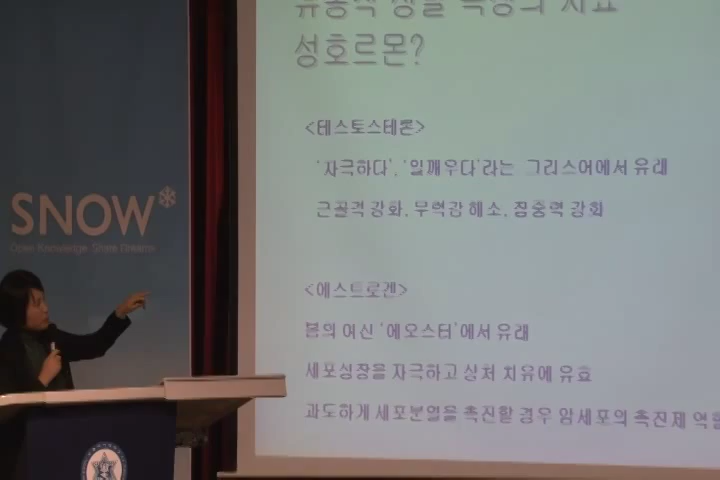 성호르몬?
<테스토스테론>
'자극하다', '일깨우다'라는 그리스어에서 유래
근골격 강화, 무력감 해소, 집중력 강화
<에스트로겐>
봄의 여신 '에오스터'에서 유래
세포성장을 자극하고 상처 치유에 유효
과도하게 세포분열을 촉진할 경우 암세포의 촉진제 역할
SNOW
Open Knowledge Share Dreams